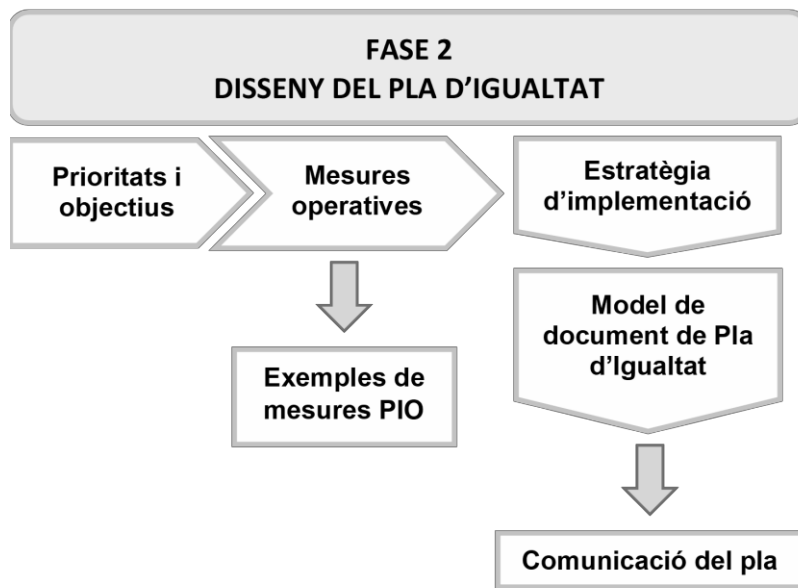 FASE 2
DISSENY DEL PLA D’IGUALTAT
Prioritats i
objectius
Mesures
operatives
Estratègia
d’implementació
Exemples de
mesures PIO
Model de
document de Pla
d’Igualtat
Comunicació del pla